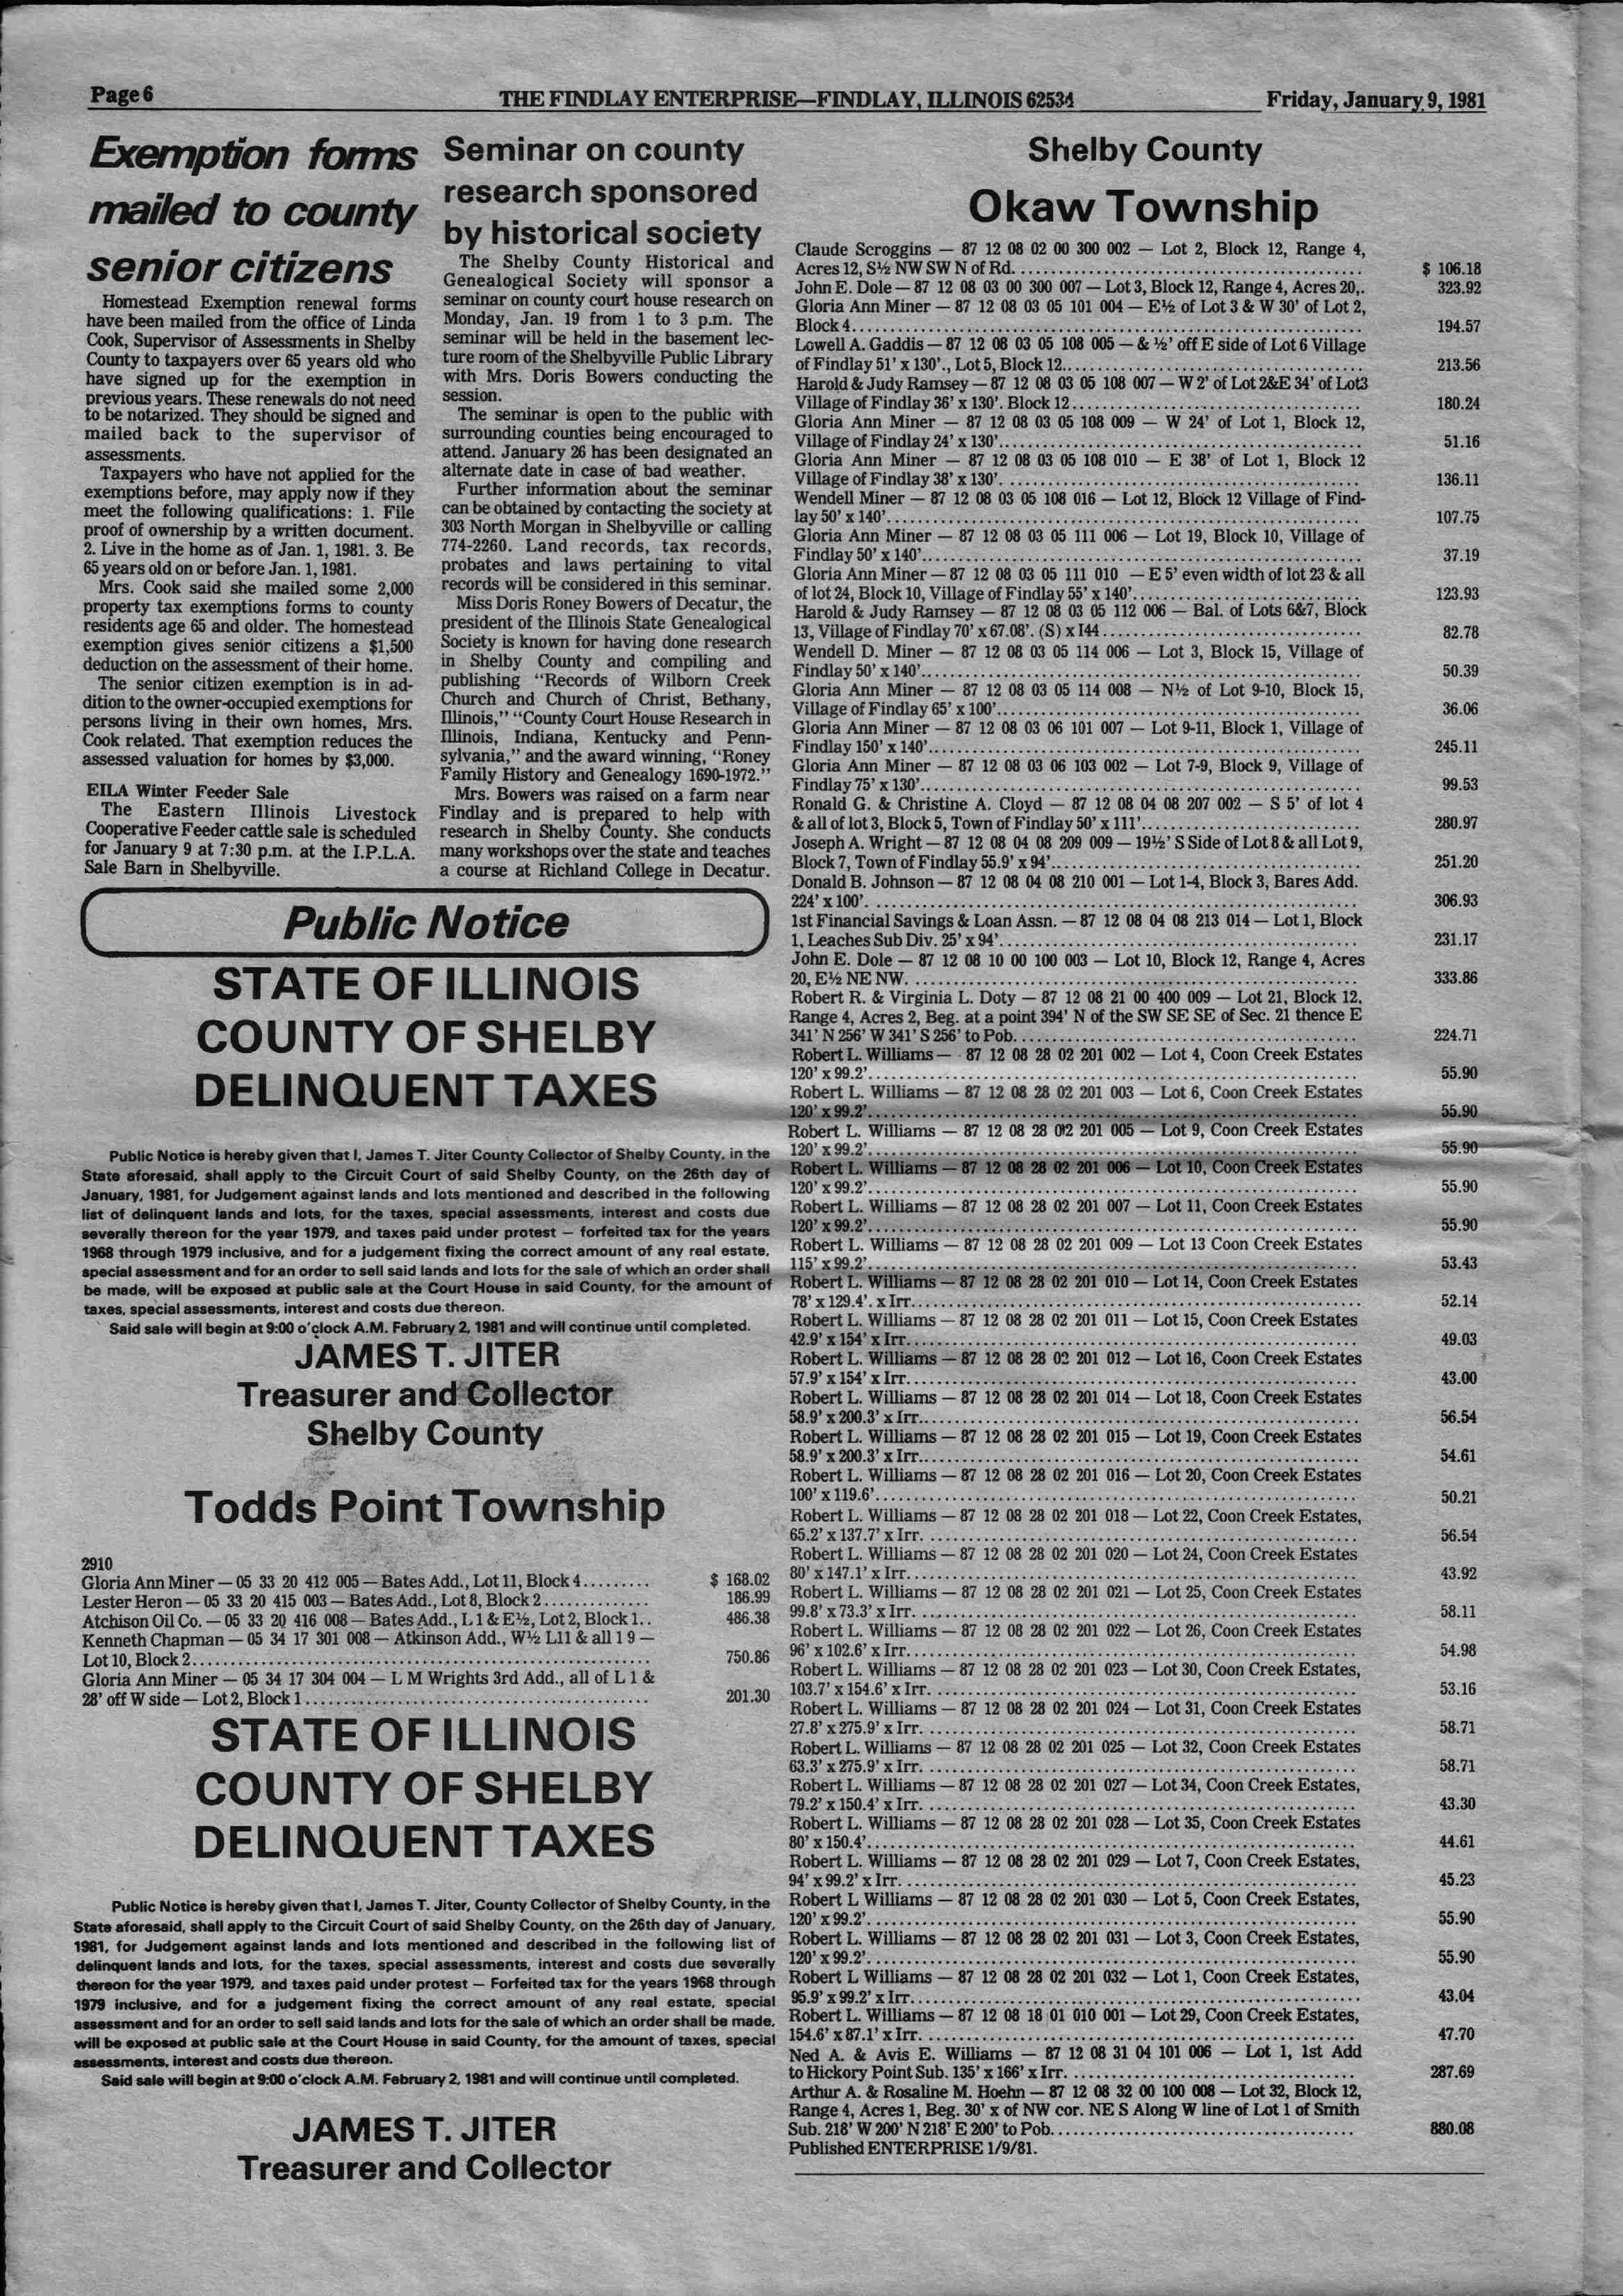 Page 6
THE FINDLAY ENTERPRISE—FINDLAY, ILLINOIS 62534
Friday, January 9, 1981
Exemption forms
mailed to county
senior citizens
Homestead Exemption renewal forms
have been mailed from the office of Linda
Cook, Supervisor of Assessments in Shelby
County to taxpayers over 65 years old who
have signed up for the exemption in
previous years. These renewals do not need
to be notarized. They should be signed and
mailed back to the supervisor of
assessments.
Taxpayers who have not applied for the
exemptions before, may apply now if they
meet the following qualifications: 1. File
proof of ownership by a written document.
2. Live in the home as of Jan. 1, 1981. 3. Be
65 years old on or before Jan. 1, 1981.
Mrs. Cook said she mailed some 2,000
property tax exemptions forms to county
residents age 65 and older. The homestead
exemption gives senior citizens a $1,500
deduction on the assessment of their home.
The senior citizen exemption is in ad-
dition to the owner-occupied exemptions for
persons living in their own homes, Mrs.
Cook related. That exemption reduces the
assessed valuation for homes by $3,000.
EILA Winter Feeder Sale
The Eastern Illinois Livestock
Cooperative Feeder cattle sale is scheduled
for January 9 at 7:30 p.m. at the I.P.L.A.
Sale Barn in Shelbyville.
Seminar on county
research sponsored
by historical society
The Shelby County Historical and
Genealogical Society will sponsor a
seminar on county court house research on
Monday, Jan. 19 from 1 to 3 p.m. The
seminar will be held in the basement lec-
ture room of the Shelbyville Public Library
with Mrs. Doris Bowers conducting the
session.
The seminar is open to the public with
surrounding counties being encouraged to
attend. January 26 has been designated an
alternate date in case of bad weather.
Further information about the seminar
can be obtained by contacting the society at
303 North Morgan in Shelbyville or calling
774-2260. Land records, tax records,
probates and laws pertaining to vital
records will be considered in this seminar.
Miss Doris Roney Bowers of Decatur, the
president of the Illinois State Genealogical
Society is known for having done research
in Shelby County and compiling and
publishing "Records of Wilborn Creek
Church and Church of Christ, Bethany,
Illinois," "County Court House Research in
Illinois, Indiana, Kentucky and Penn-
sylvania," and the award winning, "Roney
Family History and Genealogy 1690-1972."
Mrs. Bowers was raised on a farm near
Findlay and is prepared to help with
research in Shelby County. She conducts
many workshops over the state and teaches
a course at Richland College in Decatur.
Public Notice
STATE OF ILLINOIS
COUNTY OF SHELBY
DELINQUENT TAXES
Public Notice is hereby given that I, James T. Jiter County Collector of Shelby County, in the
State aforesaid, shall apply to the Circuit Court of said Shelby County, on the 26th day of
January, 1981, for Judgement against lands and lots mentioned and described in the following
list of delinquent lands and lots, for the taxes, special assessments, interest and costs due
severally thereon for the year 1979, and taxes paid under protest — forfeited tax for the years
1968 through 1979 inclusive, and for a judgement fixing the correct amount of any real estate,
special assessment and for an order to sell said lands and lots for the sale of which an order shall
be made, will be exposed at public sale at the Court House in said County, for the amount of
taxes, special assessments, interest and costs due thereon.
Said sale will begin at 9:00 o'clock A.M. February 2, 1981 and will continue until completed.
JAMES T. JITER
Treasurer and Collector
Shelby County
Todds Point Township
2910
Gloria Ann Miner — 05 33 20 412 005 — Bates Add., Lot 11, Block 4......... $ 168.02
Lester Heron — 05 33 20 415 003 — Bates Add., Lot 8, Block 2.............. 186.99
Atchison Oil Co. — 05 33 20 416 008 — Bates Add., L 1 & E½, Lot 2, Block 1.. 486.38
Kenneth Chapman — 05 34 17 301 008 — Atkinson Add., W½ L11 & all 1 9 —
Lot 10, Block 2.......... 750.86
Gloria Ann Miner — 05 34 17 304 004 — L M Wrights 3rd Add., all of L 1 &
28' off W side — Lot 2, Block 1.......... 201.30
STATE OF ILLINOIS
COUNTY OF SHELBY
DELINQUENT TAXES
Public Notice is hereby given that I, James T. Jiter, County Collector of Shelby County, in the
State aforesaid, shall apply to the Circuit Court of said Shelby County, on the 26th day of January,
1981, for Judgement against lands and lots mentioned and described in the following list of
delinquent lands and lots, for the taxes, special assessments, interest and costs due severally
thereon for the year 1979, and taxes paid under protest — Forfeited tax for the years 1968 through
1979 inclusive, and for a judgement fixing the correct amount of any real estate, special
assessment and for an order to sell said lands and lots for the sale of which an order shall be made,
will be exposed at public sale at the Court House in said County, for the amount of taxes, special
assessments, interest and costs due thereon.
Said sale will begin at 9:00 o'clock A.M. February 2, 1981 and will continue until completed.
JAMES T. JITER
Treasurer and Collector
Shelby County
Okaw Township
Claude Scroggins — 87 12 08 02 00 300 002 — Lot 2, Block 12, Range 4,
Acres 12, S½ NW SW N of Rd.......... $ 106.18
John E. Dole — 87 12 08 03 00 300 007 — Lot 3, Block 12, Range 4, Acres 20,. 323.92
Gloria Ann Miner — 87 12 08 03 05 101 004 — E½ of Lot 3 & W 30' of Lot 2,
Block 4.......... 194.57
Lowell A. Gaddis — 87 12 08 03 05 108 005 — & ½' off E side of Lot 6 Village
of Findlay 51' x 130'., Lot 5, Block 12.......... 213.56
Harold & Judy Ramsey — 87 12 08 03 05 108 007 — W 2' of Lot 2&E 34' of Lot3
Village of Findlay 36' x 130'. Block 12.......... 180.24
Gloria Ann Miner — 87 12 08 03 05 108 009 — W 24' of Lot 1, Block 12,
Village of Findlay 24' x 130'.......... 51.16
Gloria Ann Miner — 87 12 08 03 05 108 010 — E 38' of Lot 1, Block 12
Village of Findlay 38' x 130'.......... 136.11
Wendell Miner — 87 12 08 03 05 108 016 — Lot 12, Block 12 Village of Find-
lay 50' x 140'.......... 107.75
Gloria Ann Miner — 87 12 08 03 05 111 006 — Lot 19, Block 10, Village of
Findlay 50' x 140'.......... 37.19
Gloria Ann Miner — 87 12 08 03 05 111 010 — E 5' even width of lot 23 & all
of lot 24, Block 10, Village of Findlay 55' x 140'.......... 123.93
Harold & Judy Ramsey — 87 12 08 03 05 112 006 — Bal. of Lots 6&7, Block
13, Village of Findlay 70' x 67.08'. (S) x I44.......... 82.78
Wendell D. Miner — 87 12 08 03 05 114 006 — Lot 3, Block 15, Village of
Findlay 50' x 140'.......... 50.39
Gloria Ann Miner — 87 12 08 03 05 114 008 — N½ of Lot 9-10, Block 15,
Village of Findlay 65' x 100'.......... 36.06
Gloria Ann Miner — 87 12 08 03 06 101 007 — Lot 9-11, Block 1, Village of
Findlay 150' x 140'.......... 245.11
Gloria Ann Miner — 87 12 08 03 06 103 002 — Lot 7-9, Block 9, Village of
Findlay 75' x 130'.......... 99.53
Ronald G. & Christine A. Cloyd — 87 12 08 04 08 207 002 — S 5' of lot 4
& all of lot 3, Block 5, Town of Findlay 50' x 111'.......... 280.97
Joseph A. Wright — 87 12 08 04 08 209 009 — 19½' S Side of Lot 8 & all Lot 9,
Block 7, Town of Findlay 55.9' x 94'.......... 251.20
Donald B. Johnson — 87 12 08 04 08 210 001 — Lot 1-4, Block 3, Bares Add.
224' x 100'.......... 306.93
1st Financial Savings & Loan Assn. — 87 12 08 04 08 213 014 — Lot 1, Block
1, Leaches Sub Div. 25' x 94'.......... 231.17
John E. Dole — 87 12 08 10 00 100 003 — Lot 10, Block 12, Range 4, Acres
20, E½ NE NW.......... 333.86
Robert R. & Virginia L. Doty — 87 12 08 21 00 400 009 — Lot 21, Block 12,
Range 4, Acres 2, Beg. at a point 394' N of the SW SE SE of Sec. 21 thence E
341' N 256' W 341' S 256' to Pob.......... 224.71
Robert L. Williams — 87 12 08 28 02 201 002 — Lot 4, Coon Creek Estates
120' x 99.2'.......... 55.90
Robert L. Williams — 87 12 08 28 02 201 003 — Lot 6, Coon Creek Estates
120' x 99.2'.......... 55.90
Robert L. Williams — 87 12 08 28 02 201 005 — Lot 9, Coon Creek Estates
120' x 99.2'.......... 55.90
Robert L. Williams — 87 12 08 28 02 201 006 — Lot 10, Coon Creek Estates
120' x 99.2'.......... 55.90
Robert L. Williams — 87 12 08 28 02 201 007 — Lot 11, Coon Creek Estates
120' x 99.2'.......... 55.90
Robert L. Williams — 87 12 08 28 02 201 009 — Lot 13 Coon Creek Estates
115' x 99.2'.......... 53.43
Robert L. Williams — 87 12 08 28 02 201 010 — Lot 14, Coon Creek Estates
78' x 129.4'. x Irr.......... 52.14
Robert L. Williams — 87 12 08 28 02 201 011 — Lot 15, Coon Creek Estates
42.9' x 154' x Irr.......... 49.03
Robert L. Williams — 87 12 08 28 02 201 012 — Lot 16, Coon Creek Estates
57.9' x 154' x Irr.......... 43.00
Robert L. Williams — 87 12 08 28 02 201 014 — Lot 18, Coon Creek Estates
58.9' x 200.3' x Irr.......... 56.54
Robert L. Williams — 87 12 08 28 02 201 015 — Lot 19, Coon Creek Estates
58.9' x 200.3' x Irr.......... 54.61
Robert L. Williams — 87 12 08 28 02 201 016 — Lot 20, Coon Creek Estates
100' x 119.6'.......... 50.21
Robert L. Williams — 87 12 08 28 02 201 018 — Lot 22, Coon Creek Estates,
65.2' x 137.7' x Irr.......... 56.54
Robert L. Williams — 87 12 08 28 02 201 020 — Lot 24, Coon Creek Estates
80' x 147.1' x Irr.......... 43.92
Robert L. Williams — 87 12 08 28 02 201 021 — Lot 25, Coon Creek Estates
99.8' x 73.3' x Irr.......... 58.11
Robert L. Williams — 87 12 08 28 02 201 022 — Lot 26, Coon Creek Estates
96' x 102.6' x Irr.......... 54.98
Robert L. Williams — 87 12 08 28 02 201 023 — Lot 30, Coon Creek Estates,
103.7' x 154.6' x Irr.......... 53.16
Robert L. Williams — 87 12 08 28 02 201 024 — Lot 31, Coon Creek Estates
27.8' x 275.9' x Irr.......... 58.71
Robert L. Williams — 87 12 08 28 02 201 025 — Lot 32, Coon Creek Estates
63.3' x 275.9' x Irr.......... 58.71
Robert L. Williams — 87 12 08 28 02 201 027 — Lot 34, Coon Creek Estates,
79.2' x 150.4' x Irr.......... 43.30
Robert L. Williams — 87 12 08 28 02 201 028 — Lot 35, Coon Creek Estates
80' x 150.4'.......... 44.61
Robert L. Williams — 87 12 08 28 02 201 029 — Lot 7, Coon Creek Estates,
94' x 99.2' x Irr.......... 45.23
Robert L Williams — 87 12 08 28 02 201 030 — Lot 5, Coon Creek Estates,
120' x 99.2'.......... 55.90
Robert L. Williams — 87 12 08 28 02 201 031 — Lot 3, Coon Creek Estates,
120' x 99.2'.......... 55.90
Robert L Williams — 87 12 08 28 02 201 032 — Lot 1, Coon Creek Estates,
95.9' x 99.2' x Irr.......... 43.04
Robert L. Williams — 87 12 08 18 01 010 001 — Lot 29, Coon Creek Estates,
154.6' x 87.1' x Irr.......... 47.70
Ned A. & Avis E. Williams — 87 12 08 31 04 101 006 — Lot 1, 1st Add
to Hickory Point Sub. 135' x 166' x Irr.......... 287.69
Arthur A. & Rosaline M. Hoehn — 87 12 08 32 00 100 008 — Lot 32, Block 12,
Range 4, Acres 1, Beg. 30' x of NW cor. NE S Along W line of Lot 1 of Smith
Sub. 218' W 200' N 218' E 200' to Pob.......... 880.08
Published ENTERPRISE 1/9/81.